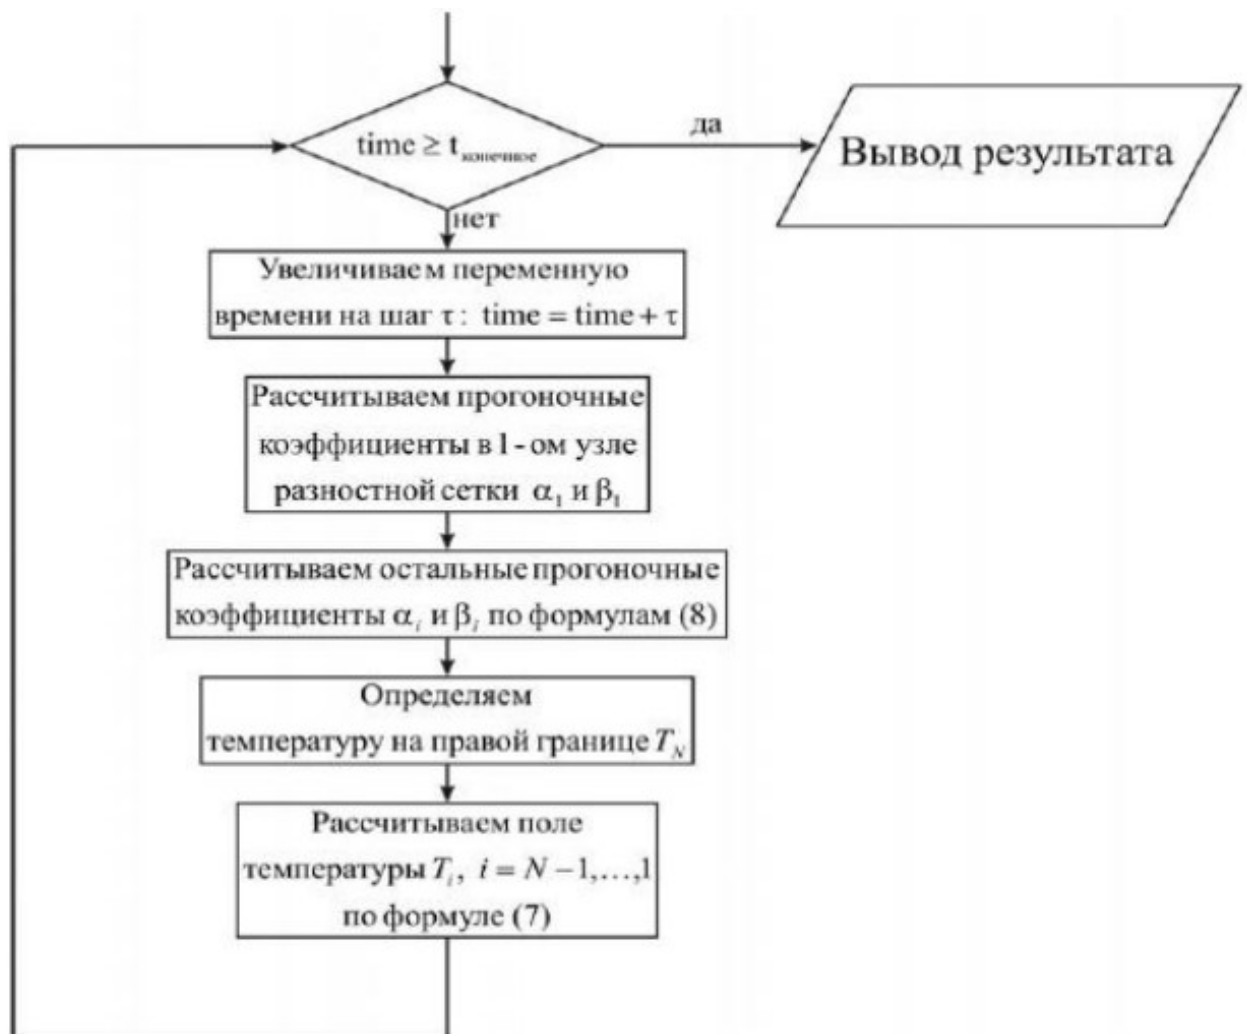 time ≥ t конечное
да
Вывод результата
нет
Увеличиваем переменную
времени на шаг τ : time = time + τ
Рассчитываем прогоночные
коэффициенты в 1 - ом узле
разностной сетки α₁ и β₁
Рассчитываем остальные прогоночные
коэффициенты αᵢ и βᵢ по формулам (8)
Определяем
температуру на правой границе T_N
Рассчитываем поле
температуры Tᵢ, i = N − 1,…,1
по формуле (7)